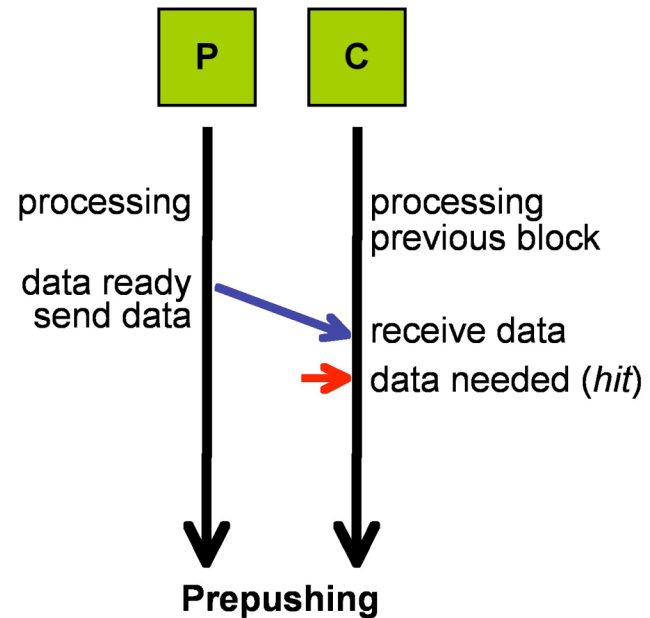 P
C
processing
processing
previous block
data ready
send data
receive data
data needed (hit)
Prepushing